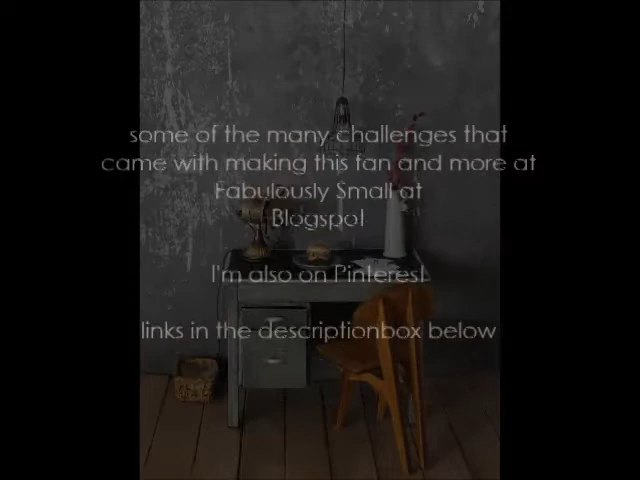 some of the many challenges that
came with making this fan and more at
Fabulously Small at
Blogspot
I'm also on Pinterest
links in the descriptionbox below